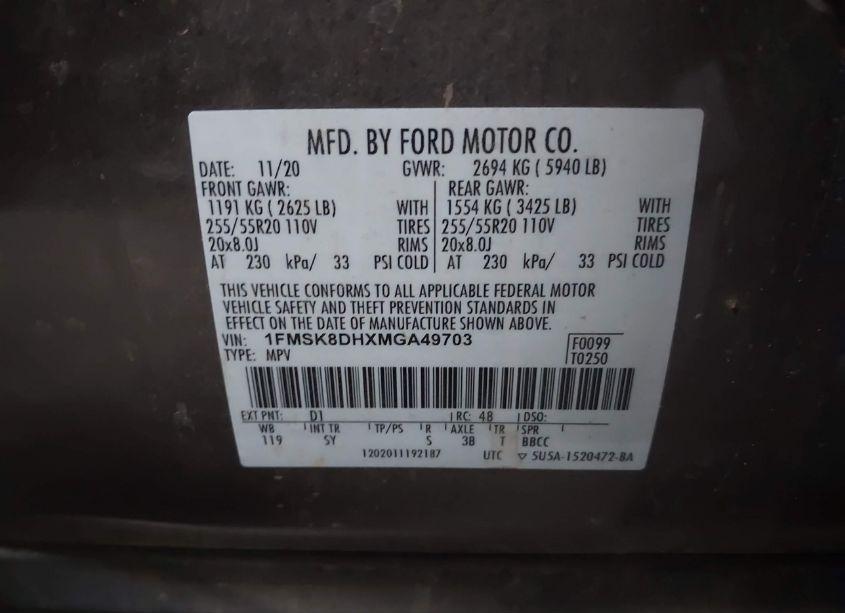 MFD. BY FORD MOTOR CO.
DATE: 11/20 GVWR: 2694 KG ( 5940 LB)
FRONT GAWR: REAR GAWR:
1191 KG ( 2625 LB) WITH 1554 KG ( 3425 LB) WITH
255/55R20 110V TIRES 255/55R20 110V TIRES
20x8.0J RIMS 20x8.0J RIMS
AT 230 kPa/ 33 PSI COLD AT 230 kPa/ 33 PSI COLD
THIS VEHICLE CONFORMS TO ALL APPLICABLE FEDERAL MOTOR
VEHICLE SAFETY AND THEFT PREVENTION STANDARDS IN
EFFECT ON THE DATE OF MANUFACTURE SHOWN ABOVE.
VIN: 1FMSK8DHXMGA49703 F0099
TYPE: MPV T0250
EXT PNT: D1 RC: 48 DSO:
WB INT TR TP/PS R AXLE TR SPR
119 SY S 3B T BBCC
1202011192187 UTC ▽ 5U5A-1520472-BA